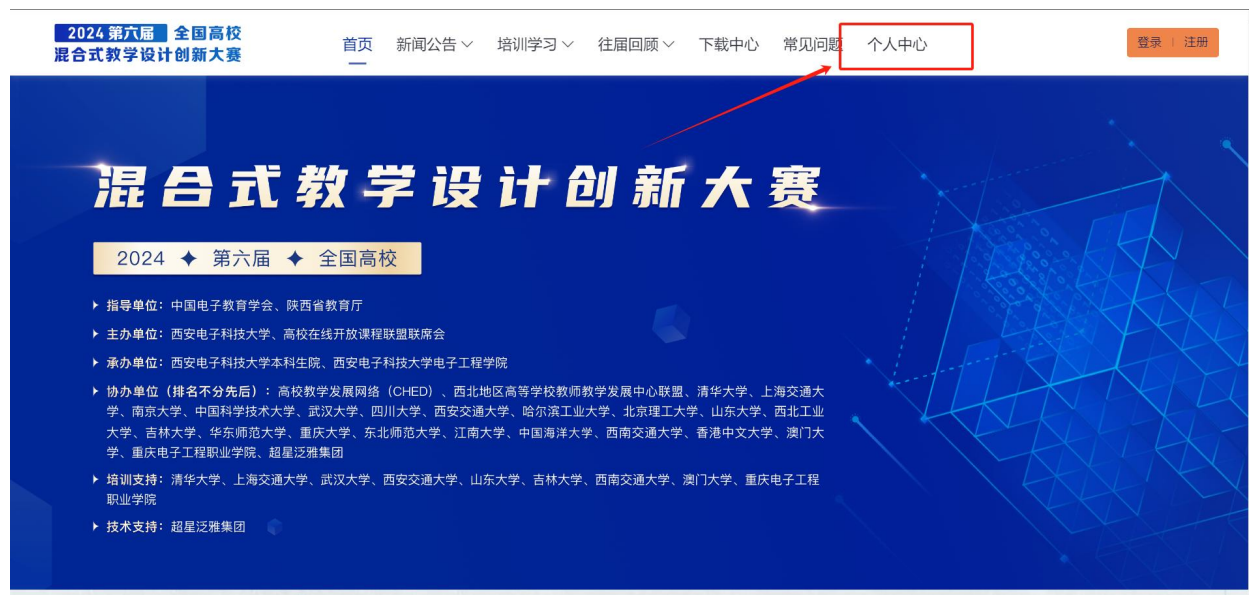 2024 第六届 全国高校
混合式教学设计创新大赛
首页 新闻公告 培训学习 往届回顾 下载中心 常见问题 个人中心
登录 | 注册
混合式教学设计创新大赛
2024 ✦ 第六届 ✦ 全国高校
指导单位：中国电子教育学会、陕西省教育厅
主办单位：西安电子科技大学、高校在线开放课程联盟联席会
承办单位：西安电子科技大学本科生院、西安电子科技大学电子工程学院
协办单位（排名不分先后）：高校教学发展网络（CHED）、西北地区高等学校教师教学发展中心联盟、清华大学、上海交通大
学、南京大学、中国科学技术大学、武汉大学、四川大学、西安交通大学、哈尔滨工业大学、北京理工大学、山东大学、西北工业
大学、吉林大学、华东师范大学、重庆大学、东北师范大学、江南大学、中国海洋大学、西南交通大学、香港中文大学、澳门大
学、重庆电子工程职业学院、超星泛雅集团
培训支持：清华大学、上海交通大学、武汉大学、西安交通大学、山东大学、吉林大学、西南交通大学、澳门大学、重庆电子工程
职业学院
技术支持：超星泛雅集团